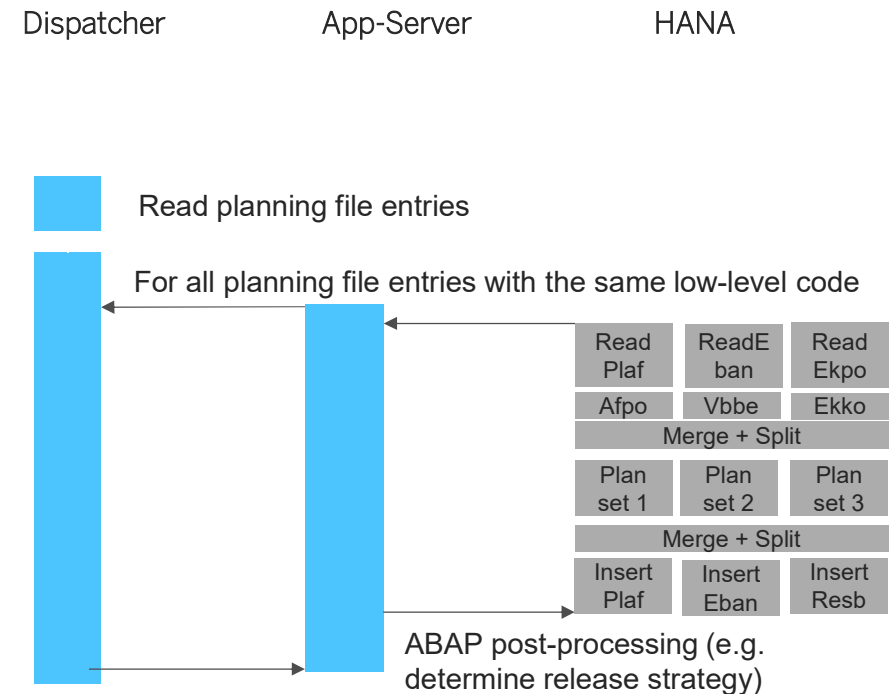 Dispatcher
App-Server
HANA
Read planning file entries
For all planning file entries with the same low-level code
Read
Plaf
ReadE
ban
Read
Ekpo
Afpo
Vbbe
Ekko
Merge + Split
Plan
set 1
Plan
set 2
Plan
set 3
Merge + Split
Insert
Plaf
Insert
Eban
Insert
Resb
ABAP post-processing (e.g.
determine release strategy)